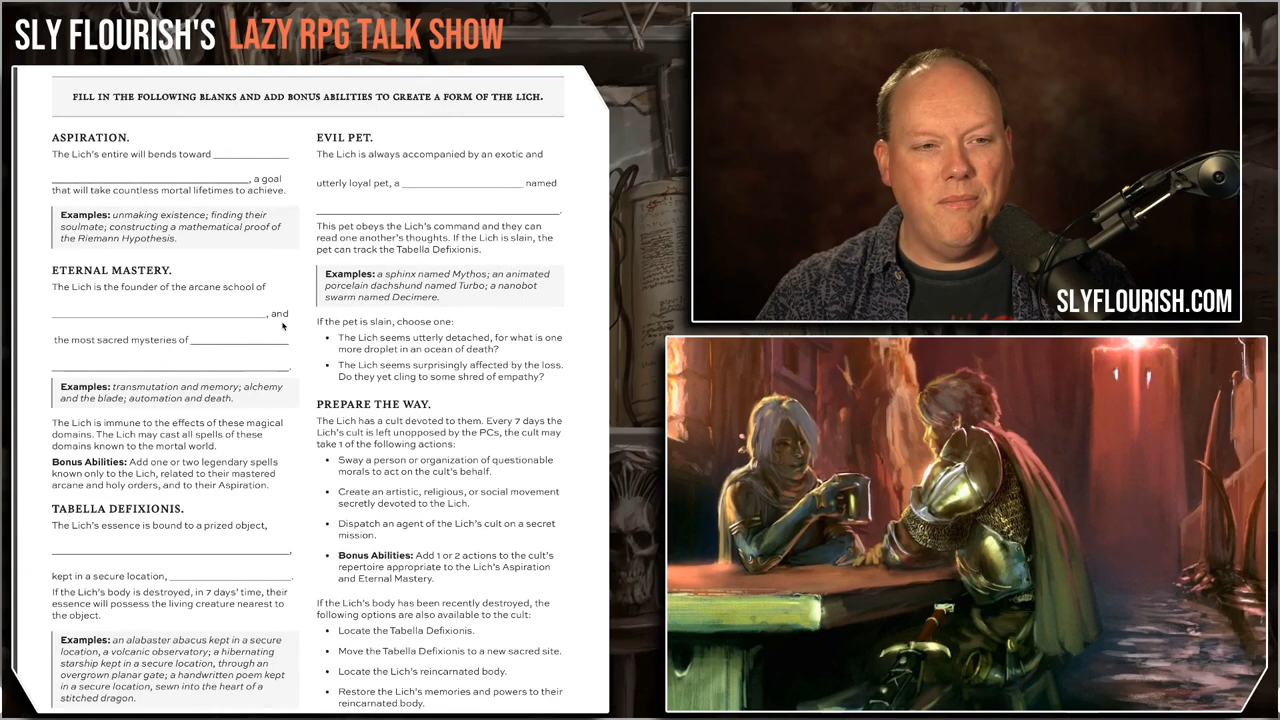 SLY FLOURISH'S LAZY RPG TALK SHOW
FILL IN THE FOLLOWING BLANKS AND ADD BONUS ABILITIES TO CREATE A FORM OF THE LICH.
ASPIRATION.
The Lich's entire will bends toward ____________
________________________________, a goal
that will take countless mortal lifetimes to achieve.
Examples: unmaking existence; finding their
soulmate; constructing a mathematical proof of
the Riemann Hypothesis.
ETERNAL MASTERY.
The Lich is the founder of the arcane school of
___________________________________, and
the most sacred mysteries of ________________
_______________________________________.
Examples: transmutation and memory; alchemy
and the blade; automation and death.
The Lich is immune to the effects of these magical
domains. The Lich may cast all spells of these
domains known to the mortal world.
Bonus Abilities: Add one or two legendary spells
known only to the Lich, related to their mastered
arcane and holy orders, and to their Aspiration.
TABELLA DEFIXIONIS.
The Lich's essence is bound to a prized object,
_______________________________________,
kept in a secure location, ____________________.
If the Lich's body is destroyed, in 7 days' time, their
essence will possess the living creature nearest to
the object.
Examples: an alabaster abacus kept in a secure
location, a volcanic observatory; a hibernating
starship kept in a secure location, through an
overgrown planar gate; a handwritten poem kept
in a secure location, sewn into the heart of a
stitched dragon.
EVIL PET.
The Lich is always accompanied by an exotic and
utterly loyal pet, a ____________________ named
________________________________________.
This pet obeys the Lich's command and they can
read one another's thoughts. If the Lich is slain, the
pet can track the Tabella Defixionis.
Examples: a sphinx named Mythos; an animated
porcelain dachshund named Turbo; a nanobot
swarm named Decimere.
If the pet is slain, choose one:
• The Lich seems utterly detached, for what is one
more droplet in an ocean of death?
• The Lich seems surprisingly affected by the loss.
Do they yet cling to some shred of empathy?
PREPARE THE WAY.
The Lich has a cult devoted to them. Every 7 days the
Lich's cult is left unopposed by the PCs, the cult may
take 1 of the following actions:
• Sway a person or organization of questionable
morals to act on the cult's behalf.
• Create an artistic, religious, or social movement
secretly devoted to the Lich.
• Dispatch an agent of the Lich's cult on a secret
mission.
• Bonus Abilities: Add 1 or 2 actions to the cult's
repertoire appropriate to the Lich's Aspiration
and Eternal Mastery.
If the Lich's body has been recently destroyed, the
following options are also available to the cult:
• Locate the Tabella Defixionis.
• Move the Tabella Defixionis to a new sacred site.
• Locate the Lich's reincarnated body.
• Restore the Lich's memories and powers to their
reincarnated body.
SLYFLOURISH.COM